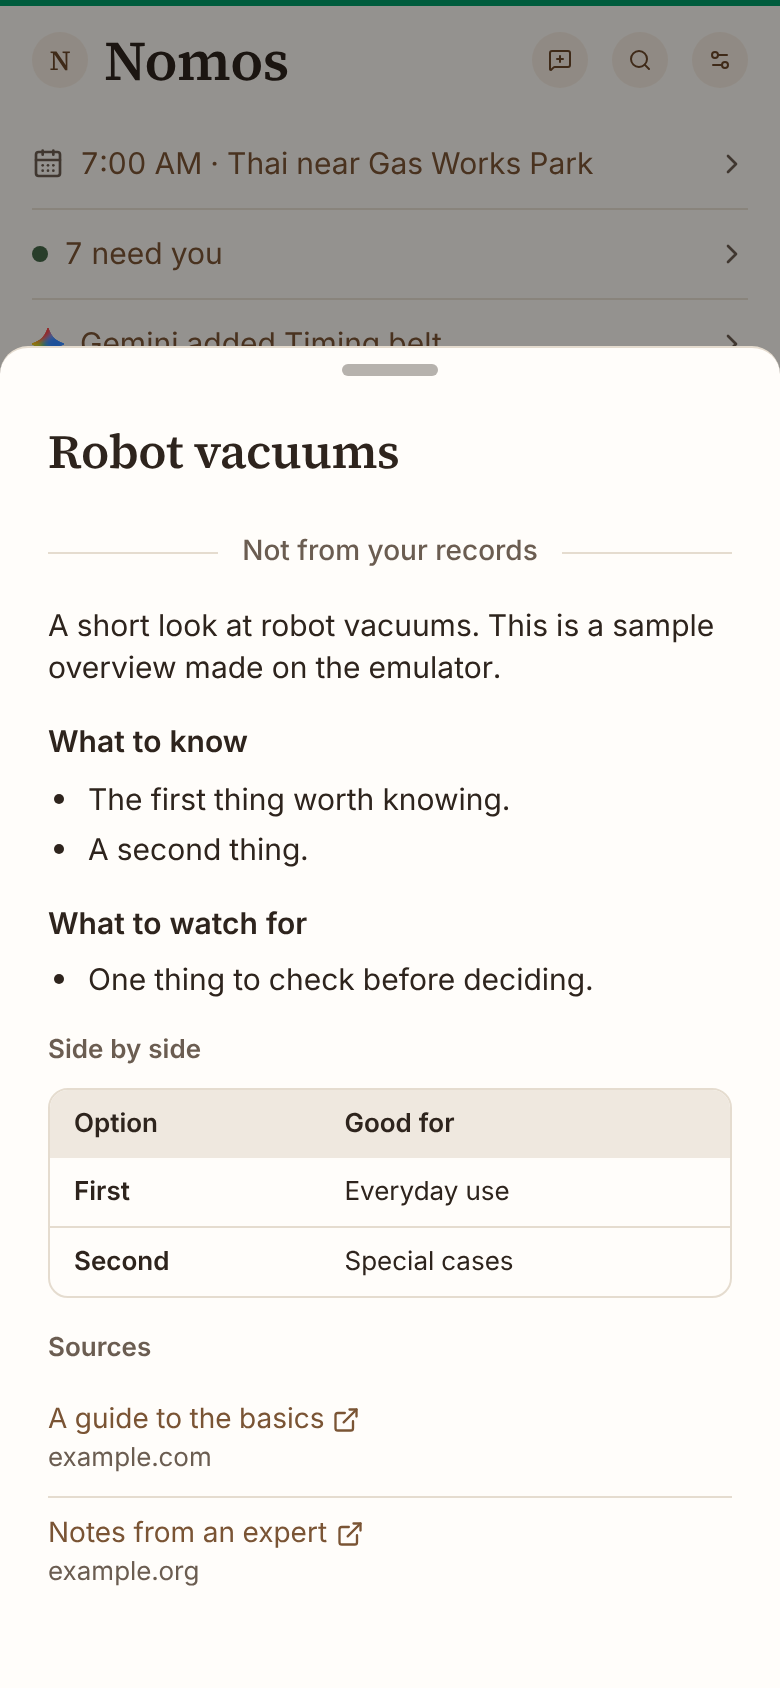 N
Nomos
7:00 AM · Thai near Gas Works Park
7 need you
Gemini added Timing belt
Robot vacuums
Not from your records
A short look at robot vacuums. This is a sample
overview made on the emulator.
What to know
• The first thing worth knowing.
• A second thing.
What to watch for
• One thing to check before deciding.
Side by side
Option Good for
First Everyday use
Second Special cases
Sources
A guide to the basics
example.com
Notes from an expert
example.org